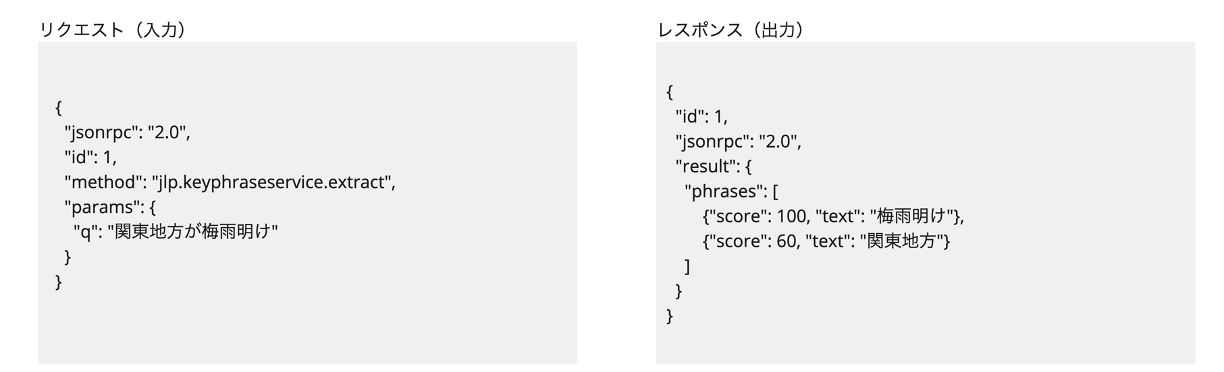 リクエスト（入力）
{
  "jsonrpc": "2.0",
  "id": 1,
  "method": "jlp.keyphraseservice.extract",
  "params": {
    "q": "関東地方が梅雨明け"
  }
}
レスポンス（出力）
{
  "id": 1,
  "jsonrpc": "2.0",
  "result": {
    "phrases": [
        {"score": 100, "text": "梅雨明け"},
        {"score": 60, "text": "関東地方"}
    ]
  }
}